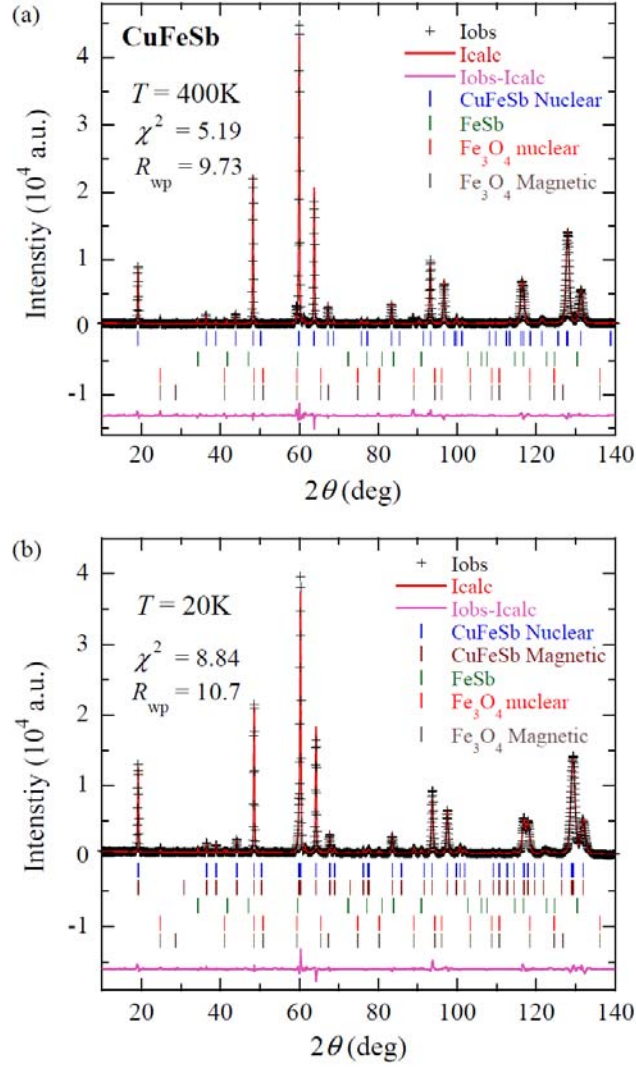 (a)
CuFeSb
T = 400K
χ² = 5.19
R_wp = 9.73
Iobs
Icalc
Iobs-Icalc
CuFeSb Nuclear
FeSb
Fe₃O₄ nuclear
Fe₃O₄ Magnetic
Intenstiy (10⁴ a.u.)
4
3
2
1
0
-1
20 40 60 80 100 120 140
2θ (deg)
(b)
T = 20K
χ² = 8.84
R_wp = 10.7
Iobs
Icalc
Iobs-Icalc
CuFeSb Nuclear
CuFeSb Magnetic
FeSb
Fe₃O₄ nuclear
Fe₃O₄ Magnetic
Intenstiy (10⁴ a.u.)
4
3
2
1
0
-1
20 40 60 80 100 120 140
2θ (deg)